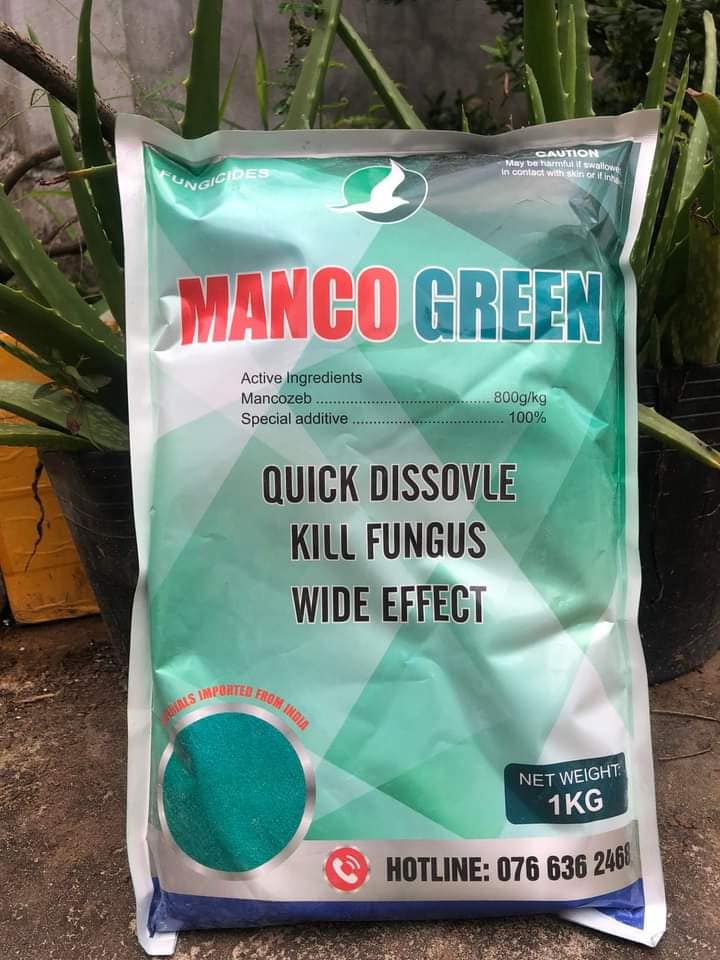 FUNGICIDES
CAUTION
May be harmful if swallowe
in contact with skin or if
MANCO GREEN
Active Ingredients
Mancozeb ........................................ 800g/kg
Special additive .................................. 100%
QUICK DISSOVLE
KILL FUNGUS
WIDE EFFECT
IMPORTED FROM INDIA
NET WEIGHT:
1KG
HOTLINE: 076 636 2468